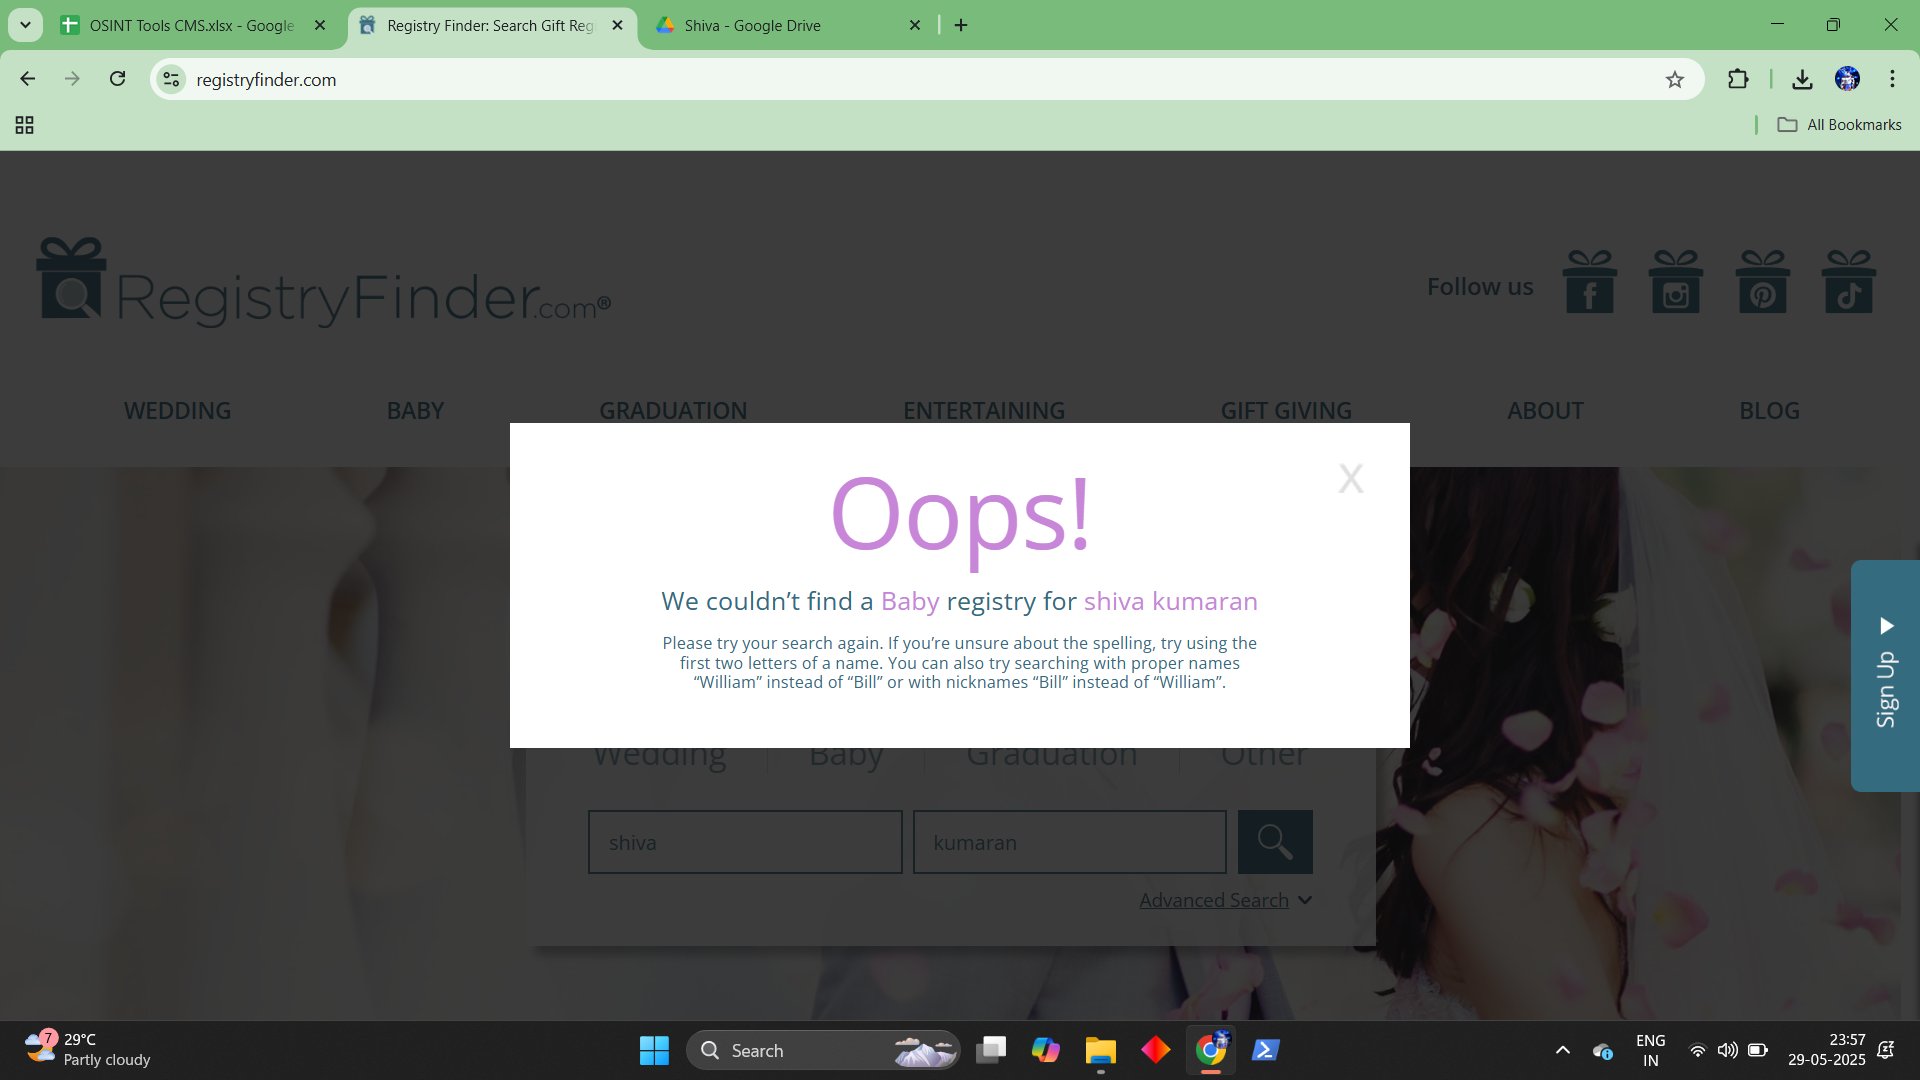 OSINT Tools CMS.xlsx - Google
Registry Finder: Search Gift Reg
Shiva - Google Drive
registryfinder.com
All Bookmarks
RegistryFinder.com®
Follow us
WEDDING
BABY
GRADUATION
ENTERTAINING
GIFT GIVING
ABOUT
BLOG
X
Oops!
We couldn’t find a Baby registry for shiva kumaran
Please try your search again. If you’re unsure about the spelling, try using the
first two letters of a name. You can also try searching with proper names
“William” instead of “Bill” or with nicknames “Bill” instead of “William”.
Sign Up
Wedding
Baby
Graduation
Other
shiva
kumaran
Advanced Search
7
29°C
Partly cloudy
Search
ENG
IN
23:57
29-05-2025